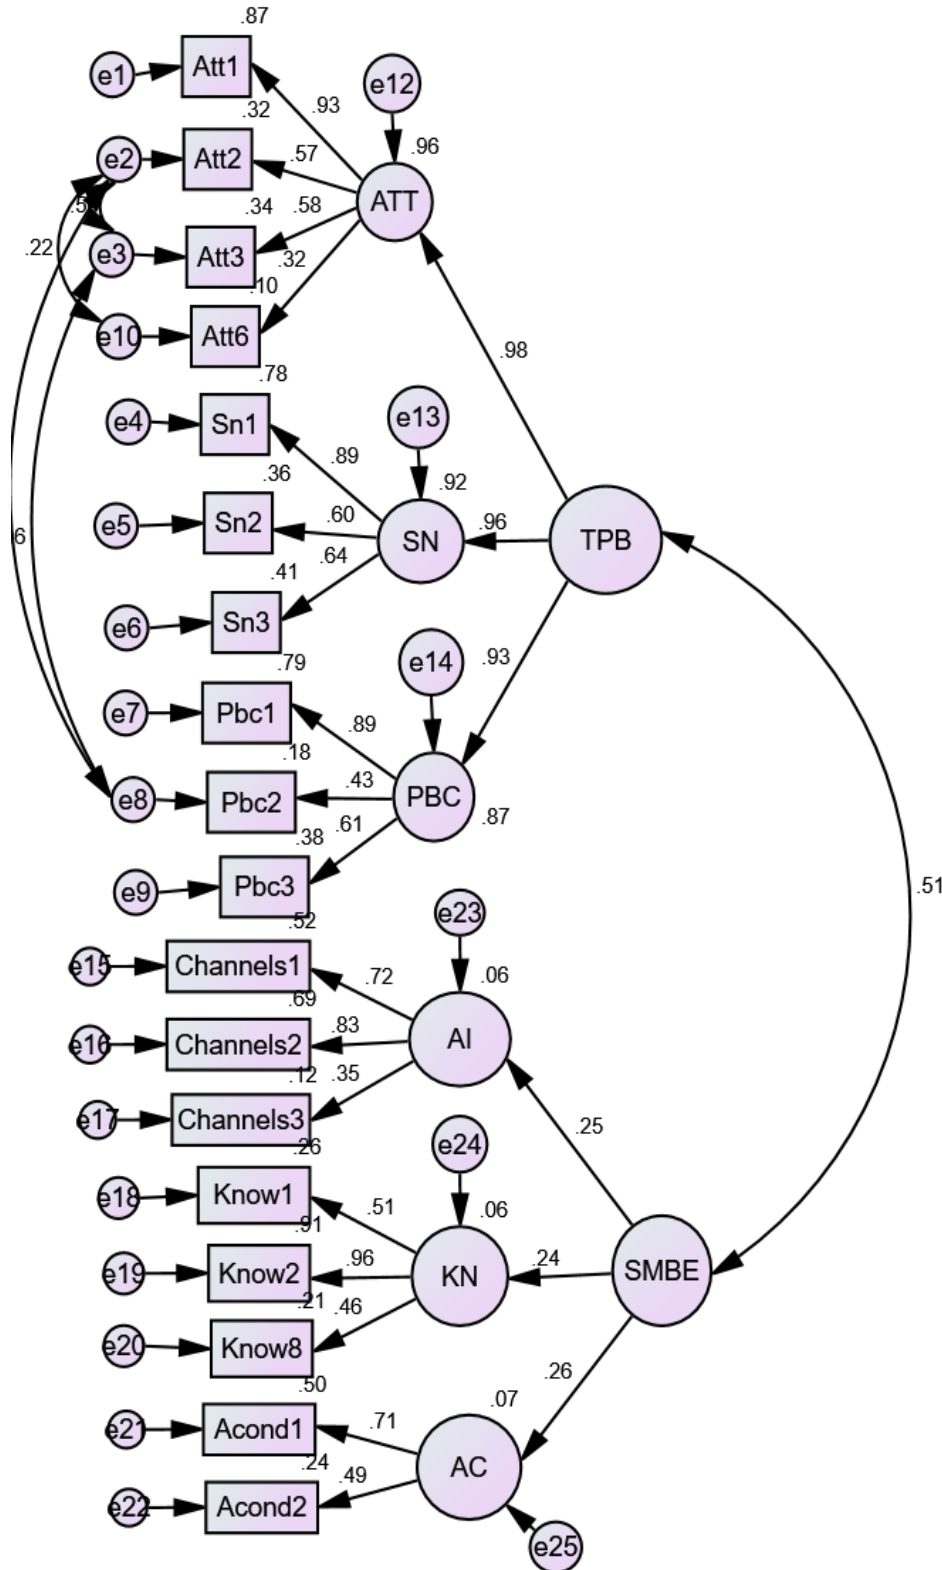 .87
e1
Att1
e12
.32
.93
.96
e2
Att2
.57
ATT
.5
.34
.58
.22
e3
Att3
.32
.10
e10
Att6
.98
.78
e4
Sn1
e13
.89
.36
.92
e5
Sn2
.60
SN
.96
TPB
6
.64
.41
e6
Sn3
e14
.93
.79
e7
Pbc1
.89
.18
.43
e8
Pbc2
PBC
.87
.38
.61
e9
Pbc3
.51
.52
e23
e15
Channels1
.72
.06
.69
.83
e16
Channels2
AI
.12
.35
e17
Channels3
.26
e24
.25
e18
Know1
.51
.06
.91
.96
e19
Know2
KN
.24
SMBE
.21
.46
e20
Know8
.50
.26
.07
e21
Acond1
.71
.24
.49
AC
e22
Acond2
e25